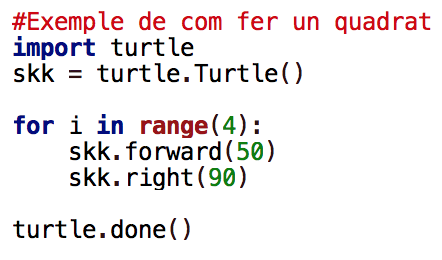 #Exemple de com fer un quadrat
import turtle
skk = turtle.Turtle()
for i in range(4):
    skk.forward(50)
    skk.right(90)
turtle.done()